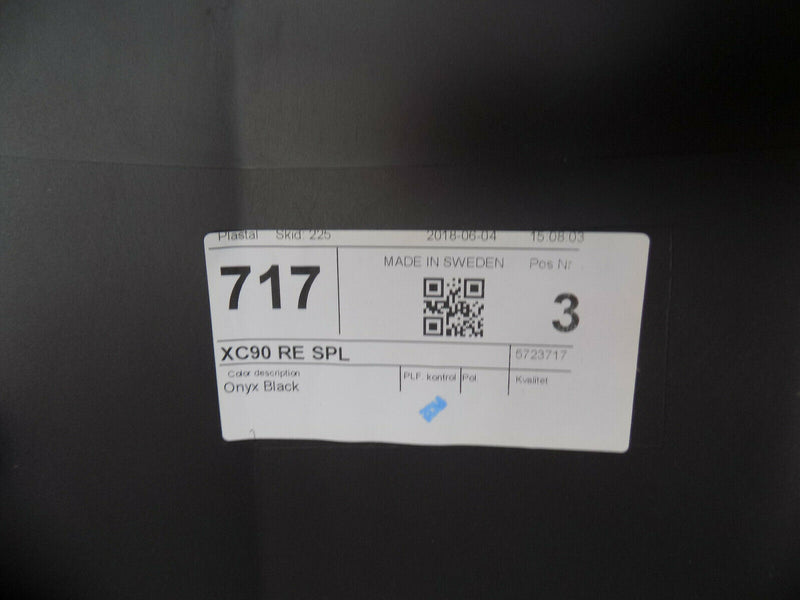 Plastal Skid: 225 2018-06-04 15.08.03
717 MADE IN SWEDEN Pos Nr
3
XC90 RE SPL 5723717
Color description PLF. kontrol Pol. Kvalitet
Onyx Black